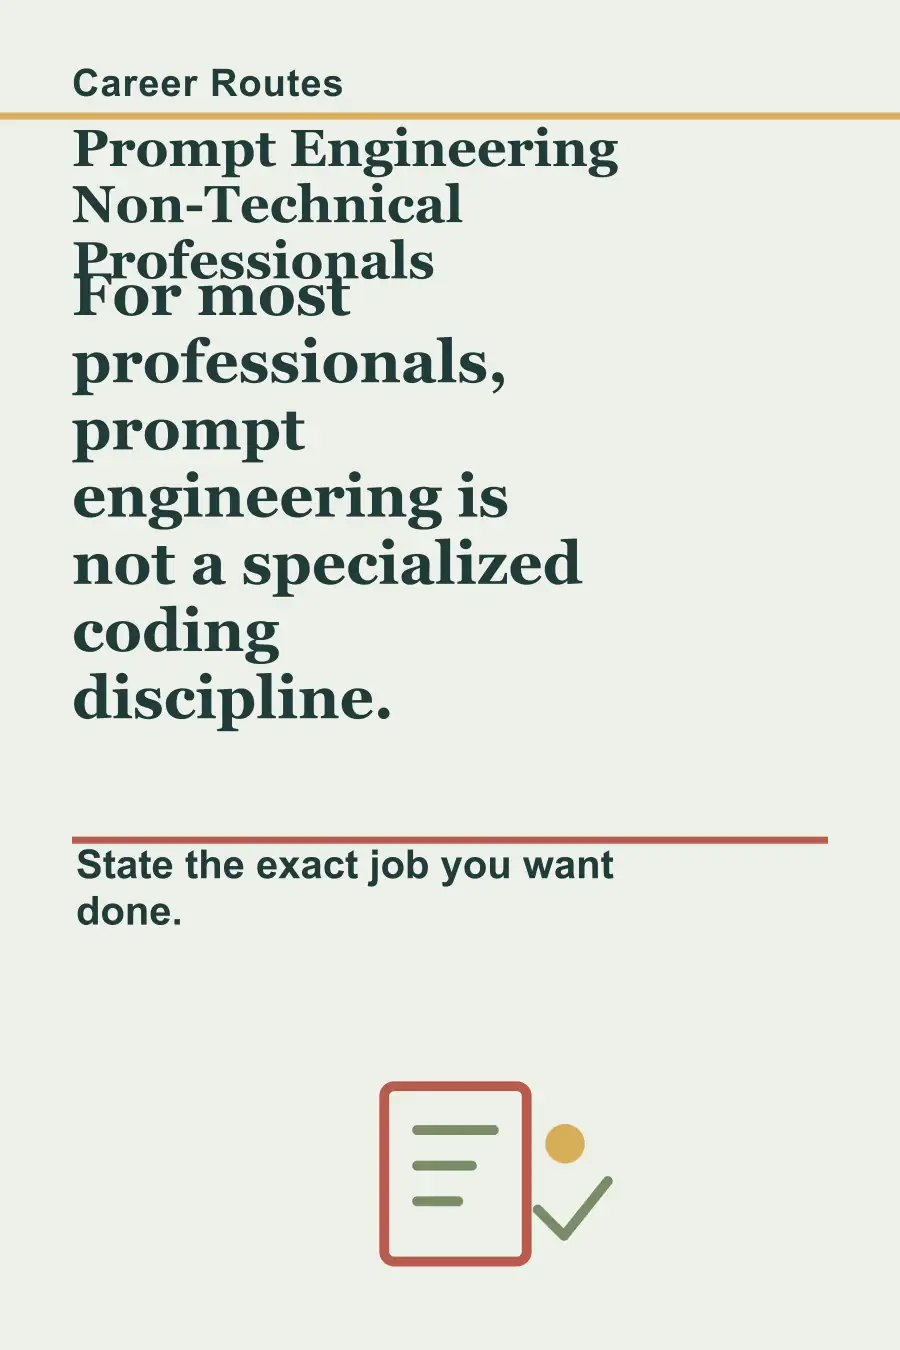 Career Routes
Prompt Engineering
Non-Technical
Professionals
For most
professionals,
prompt
engineering is
not a specialized
coding
discipline.
State the exact job you want
done.